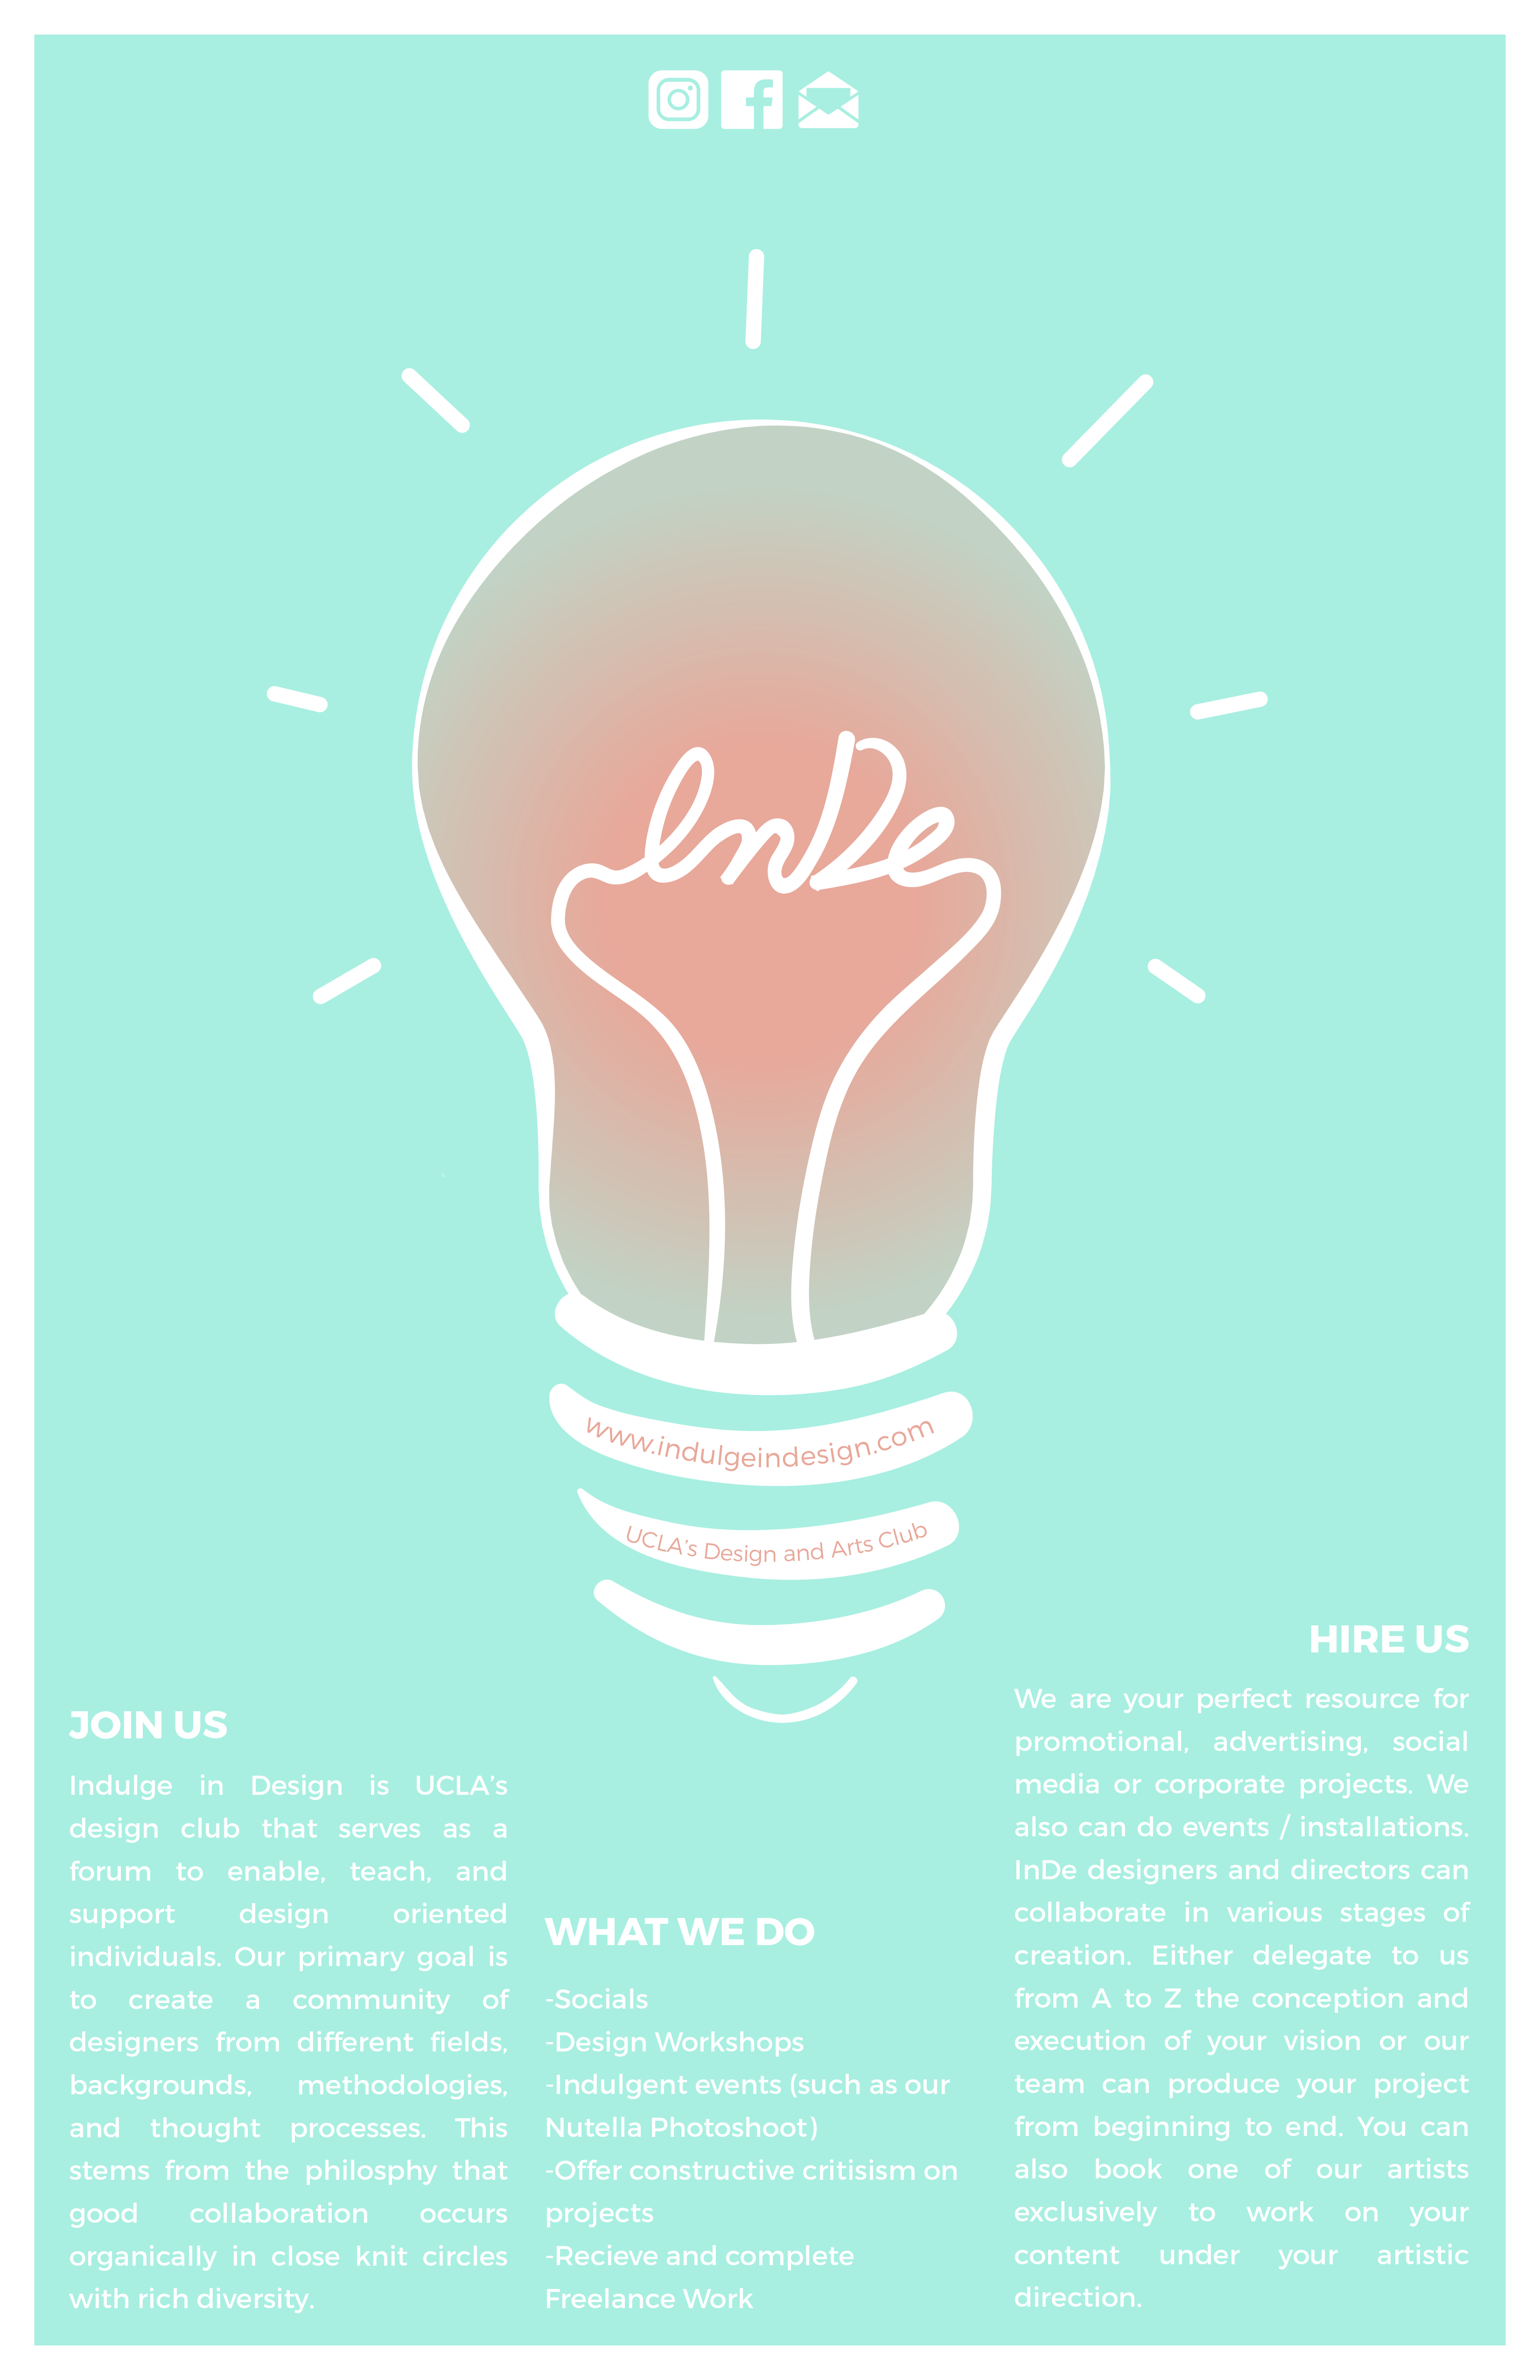 InDe
www.indulgeindesign.com
UCLA's Design and Arts Club
JOIN US
Indulge in Design is UCLA's
design club that serves as a
forum to enable, teach, and
support design oriented
individuals. Our primary goal is
to create a community of
designers from different fields,
backgrounds, methodologies,
and thought processes. This
stems from the philosphy that
good collaboration occurs
organically in close knit circles
with rich diversity.
WHAT WE DO
-Socials
-Design Workshops
-Indulgent events (such as our
Nutella Photoshoot)
-Offer constructive critisism on
projects
-Recieve and complete
Freelance Work
HIRE US
We are your perfect resource for
promotional, advertising, social
media or corporate projects. We
also can do events / installations.
InDe designers and directors can
collaborate in various stages of
creation. Either delegate to us
from A to Z the conception and
execution of your vision or our
team can produce your project
from beginning to end. You can
also book one of our artists
exclusively to work on your
content under your artistic
direction.